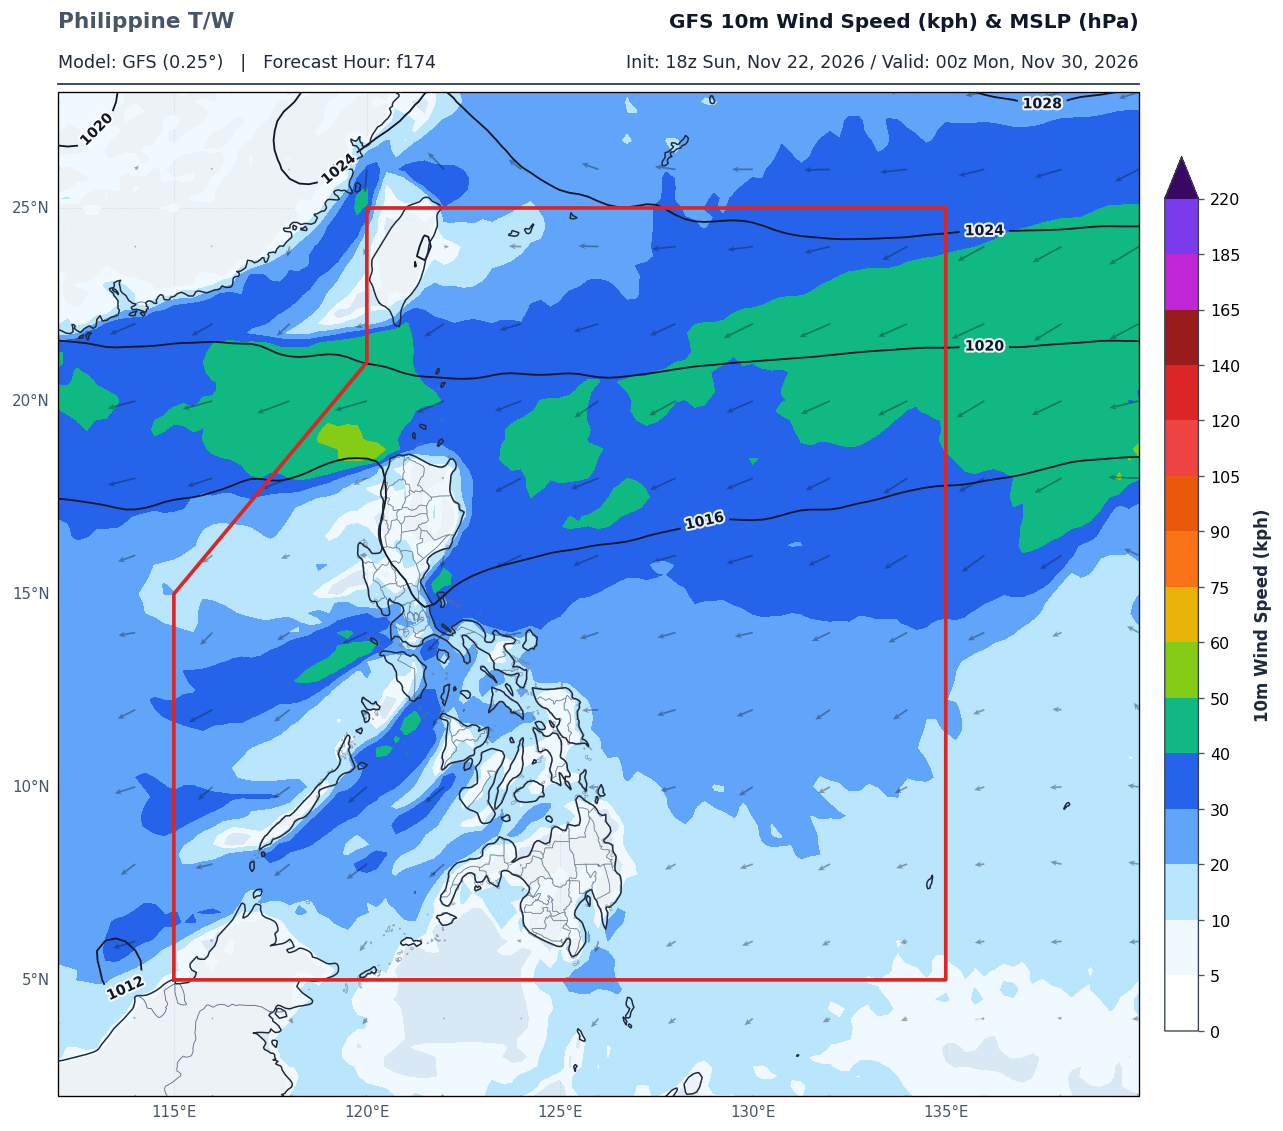 Philippine T/W
GFS 10m Wind Speed (kph) & MSLP (hPa)
Model: GFS (0.25°) | Forecast Hour: f174
Init: 18z Sun, Nov 22, 2026 / Valid: 00z Mon, Nov 30, 2026
1020
1024
1028
1024
1020
1016
1012
25°N
20°N
15°N
10°N
5°N
115°E
120°E
125°E
130°E
135°E
220
185
165
140
120
105
90
75
60
50
40
30
20
10
5
0
10m Wind Speed (kph)